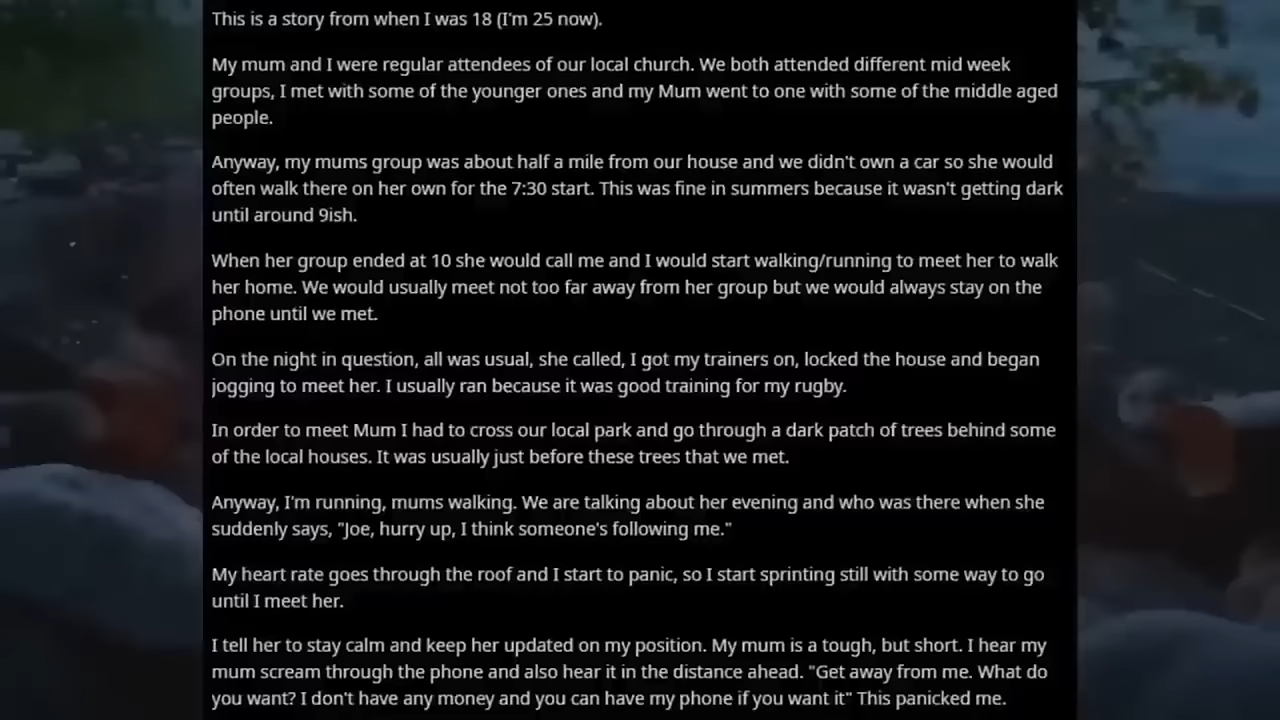 This is a story from when I was 18 (I'm 25 now).
My mum and I were regular attendees of our local church. We both attended different mid week
groups, I met with some of the younger ones and my Mum went to one with some of the middle aged
people.
Anyway, my mums group was about half a mile from our house and we didn't own a car so she would
often walk there on her own for the 7:30 start. This was fine in summers because it wasn't getting dark
until around 9ish.
When her group ended at 10 she would call me and I would start walking/running to meet her to walk
her home. We would usually meet not too far away from her group but we would always stay on the
phone until we met.
On the night in question, all was usual, she called, I got my trainers on, locked the house and began
jogging to meet her. I usually ran because it was good training for my rugby.
In order to meet Mum I had to cross our local park and go through a dark patch of trees behind some
of the local houses. It was usually just before these trees that we met.
Anyway, I'm running, mums walking. We are talking about her evening and who was there when she
suddenly says, "Joe, hurry up, I think someone's following me."
My heart rate goes through the roof and I start to panic, so I start sprinting still with some way to go
until I meet her.
I tell her to stay calm and keep her updated on my position. My mum is a tough, but short. I hear my
mum scream through the phone and also hear it in the distance ahead. "Get away from me. What do
you want? I don't have any money and you can have my phone if you want it" This panicked me.